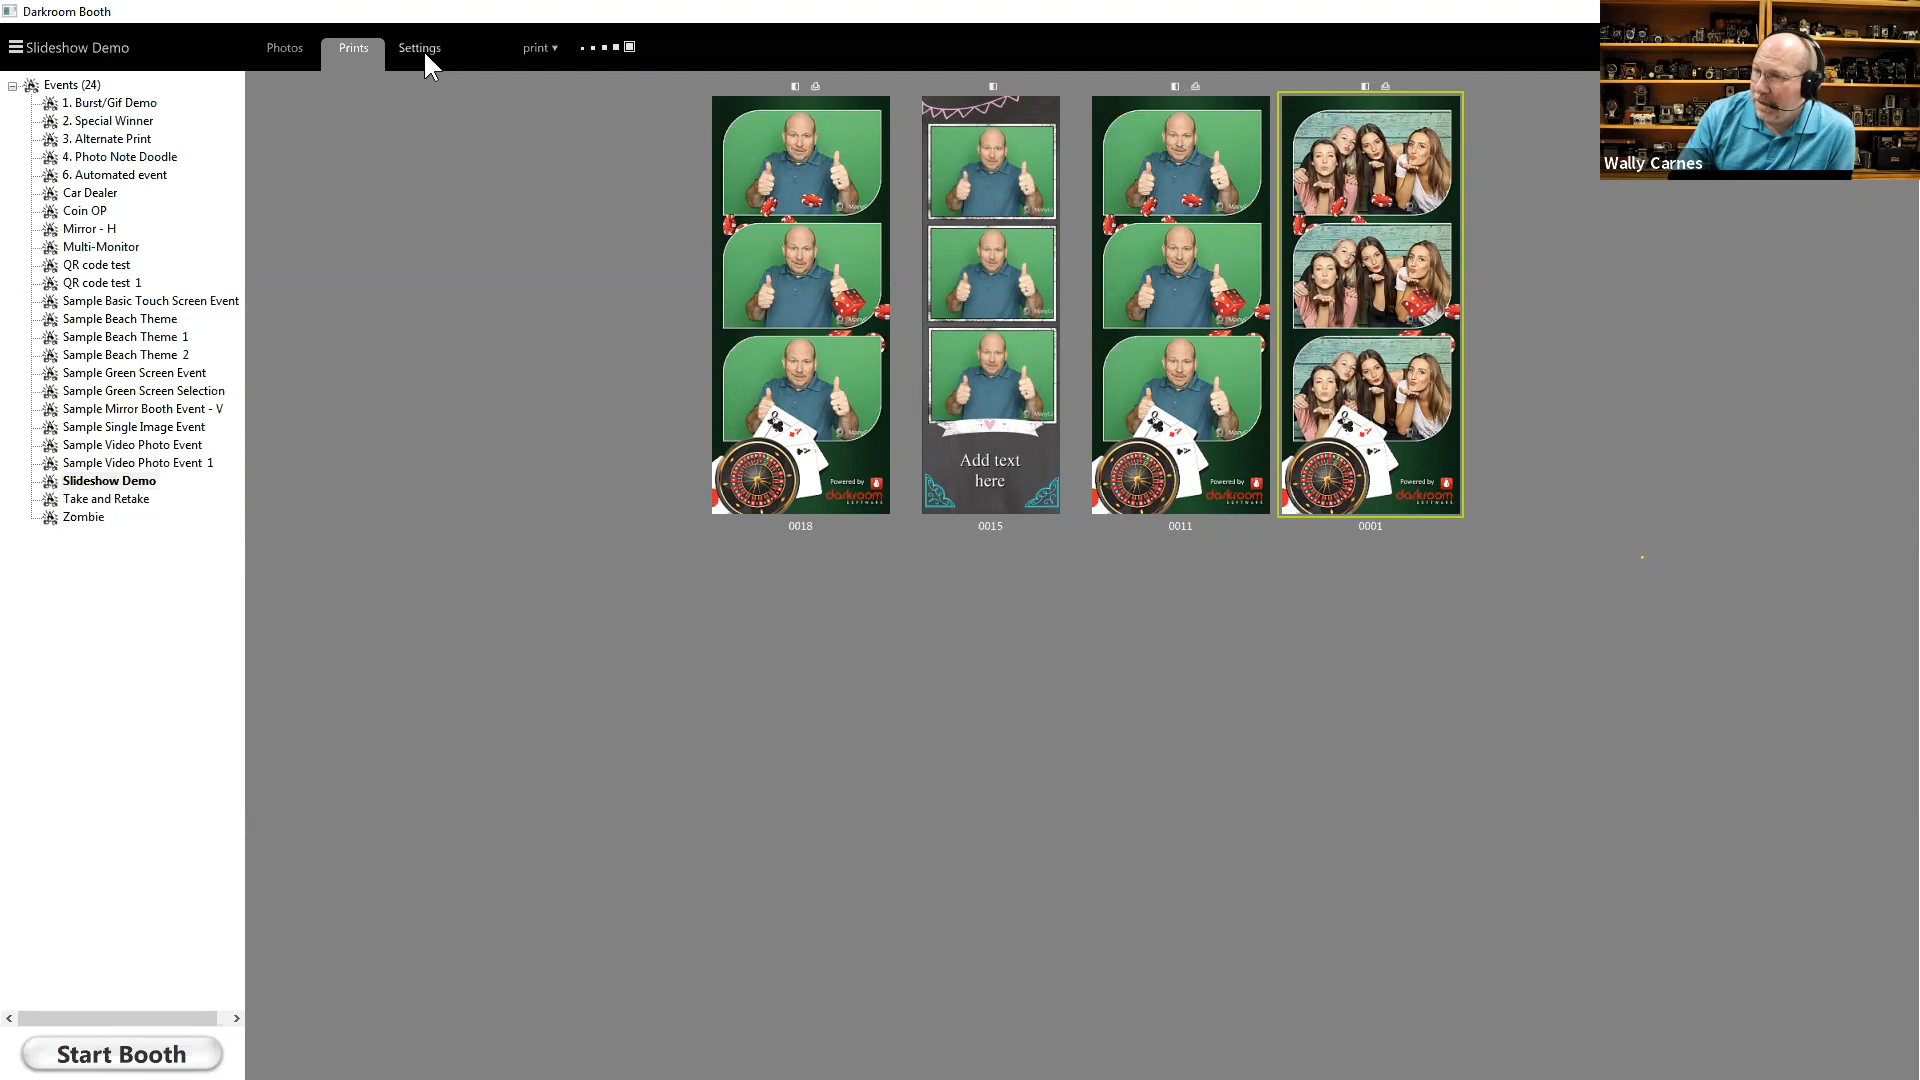 Darkroom Booth
Slideshow Demo
Photos
Prints
Settings
print
Wally Carnes
Events (24)
1. Burst/Gif Demo
2. Special Winner
3. Alternate Print
4. Photo Note Doodle
6. Automated event
Car Dealer
Coin OP
Mirror - H
Multi-Monitor
QR code test
QR code test 1
Sample Basic Touch Screen Event
Sample Beach Theme
Sample Beach Theme 1
Sample Beach Theme 2
Sample Green Screen Event
Sample Green Screen Selection
Sample Mirror Booth Event - V
Sample Single Image Event
Sample Video Photo Event
Sample Video Photo Event 1
Slideshow Demo
Take and Retake
Zombie
Start Booth
Powered by
darkroom
SOFTWARE
0018
Add text
here
0015
Powered by
darkroom
SOFTWARE
0011
Powered by
darkroom
SOFTWARE
0001